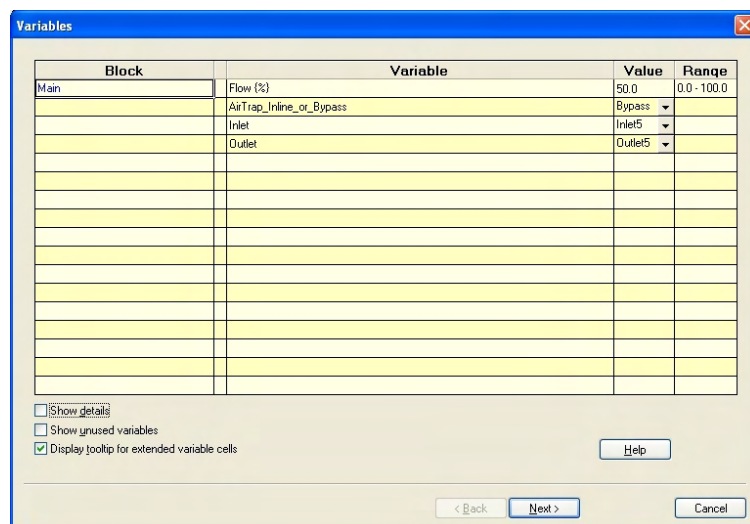 Variables
Block Variable Value Range
Main Flow {%} 50.0 0.0 - 100.0
AirTrap_Inline_or_Bypass Bypass
Inlet Inlet5
Outlet Outlet5
Show details
Show unused variables
Display tooltip for extended variable cells
Help
< Back Next > Cancel